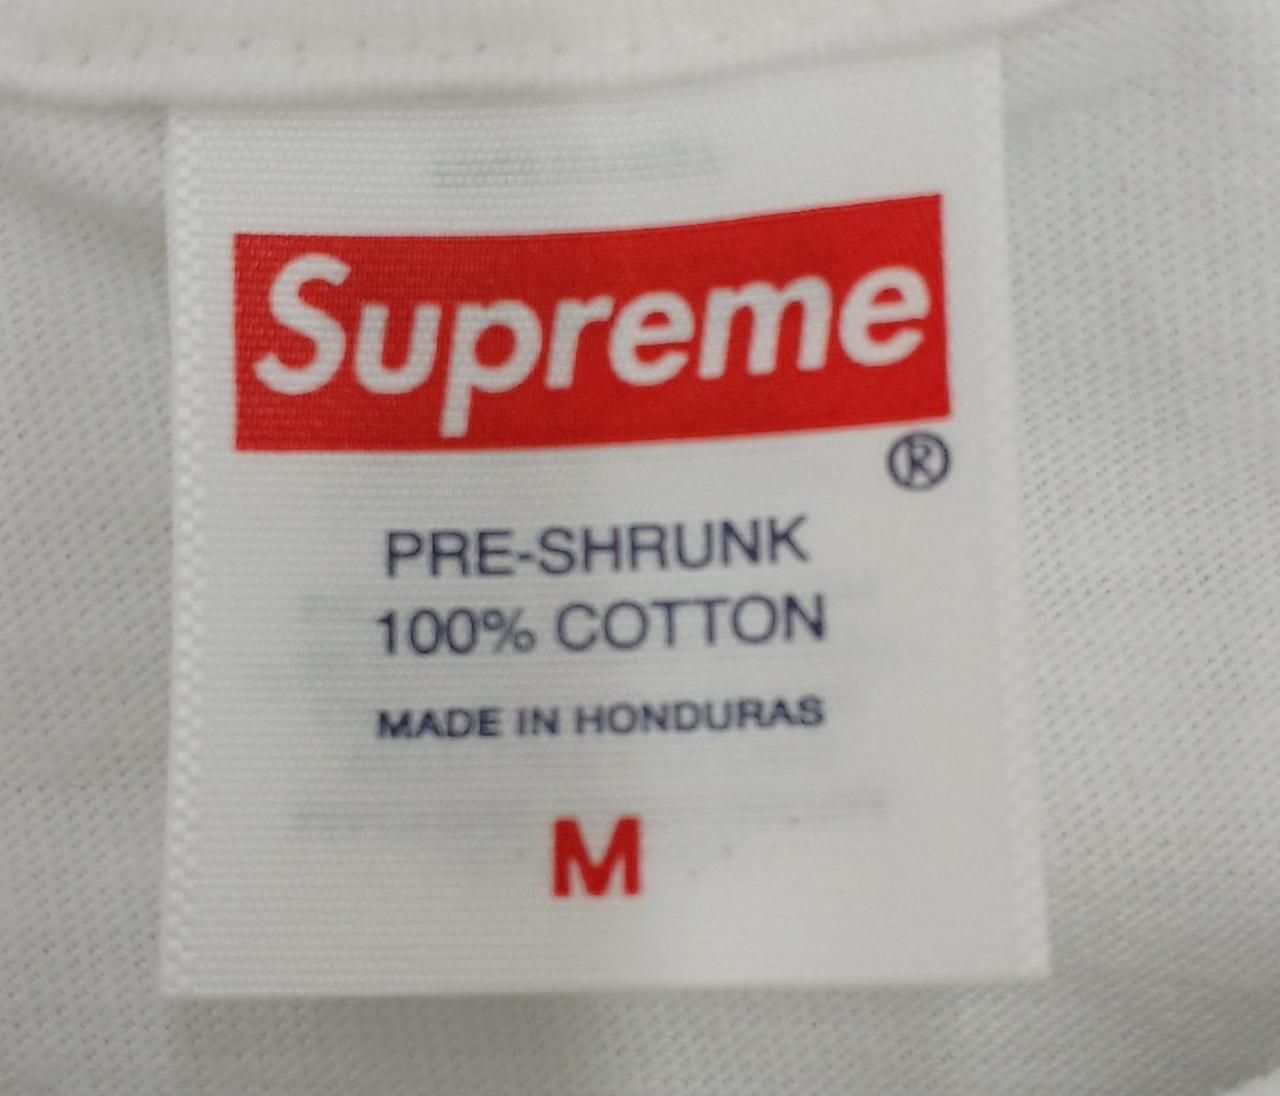 Supreme
®
PRE-SHRUNK
100% COTTON
MADE IN HONDURAS
M